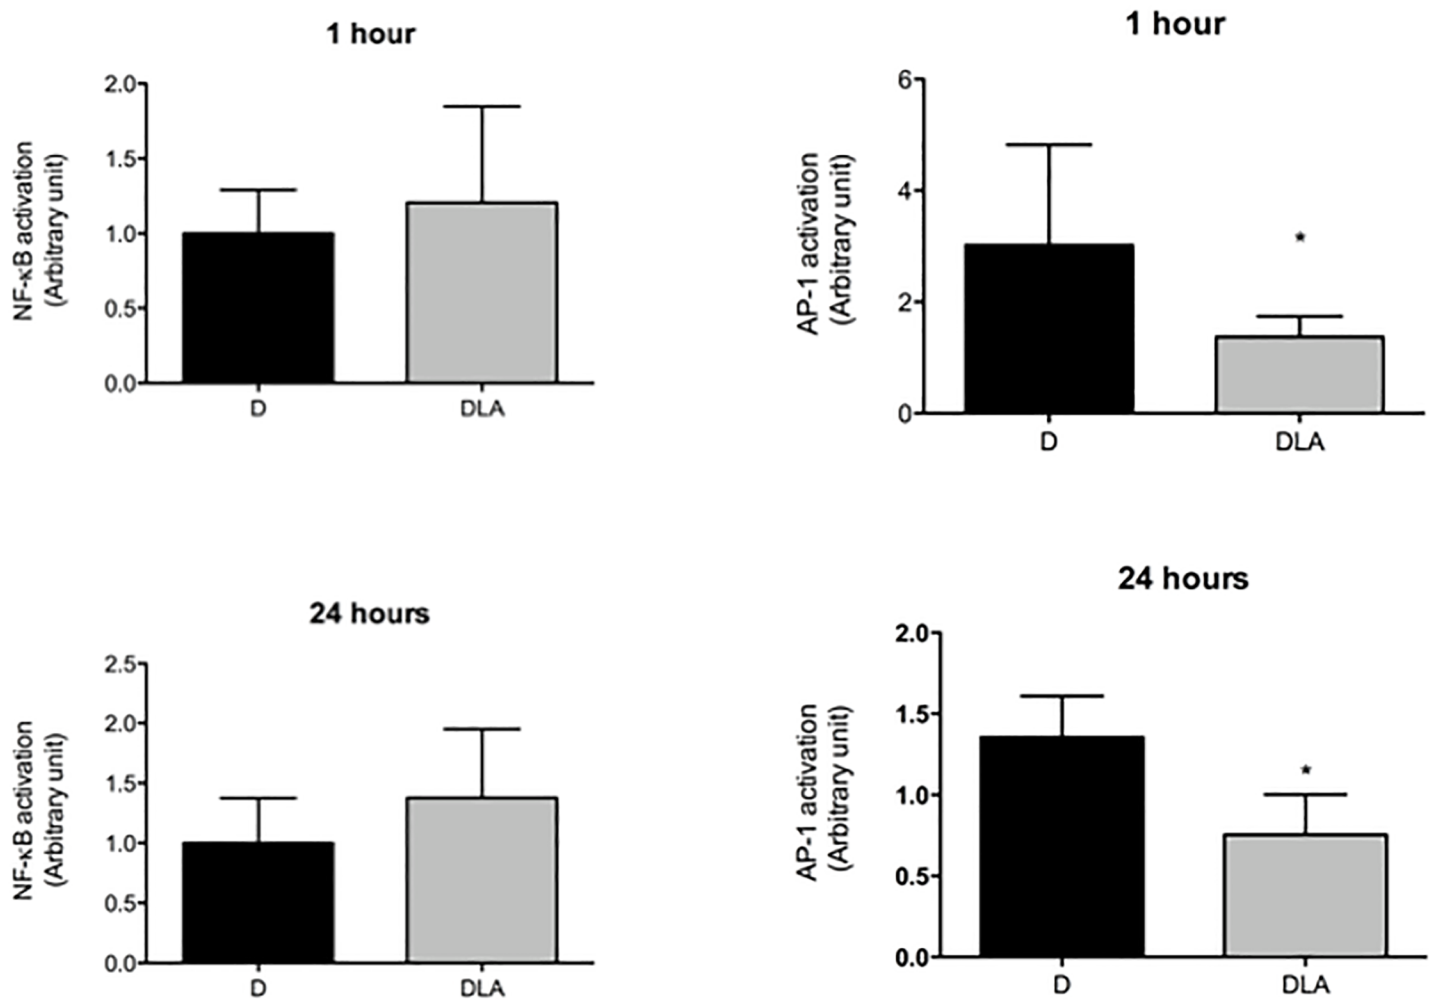 1 hour
NF-κB activation
(Arbitrary unit)
2.0
1.5
1.0
0.5
0.0
D
DLA
1 hour
AP-1 activation
(Arbitrary unit)
6
4
2
0
*
D
DLA
24 hours
NF-κB activation
(Arbitrary unit)
2.5
2.0
1.5
1.0
0.5
0.0
D
DLA
24 hours
AP-1 activation
(Arbitrary unit)
2.0
1.5
1.0
0.5
0.0
*
D
DLA